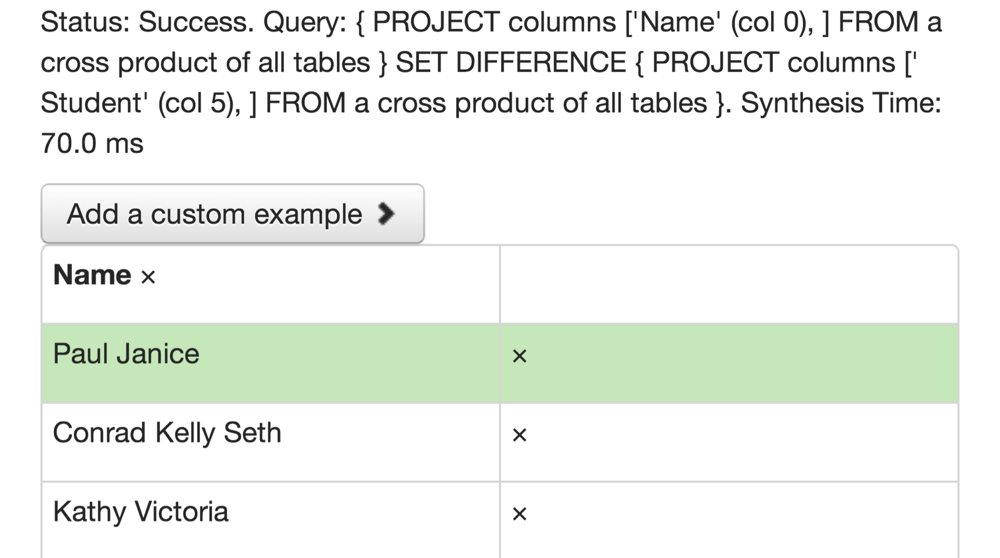 Status: Success. Query: { PROJECT columns ['Name' (col 0), ] FROM a
cross product of all tables } SET DIFFERENCE { PROJECT columns ['
Student' (col 5), ] FROM a cross product of all tables }. Synthesis Time:
70.0 ms
Add a custom example
Name ×
Paul Janice ×
Conrad Kelly Seth ×
Kathy Victoria ×